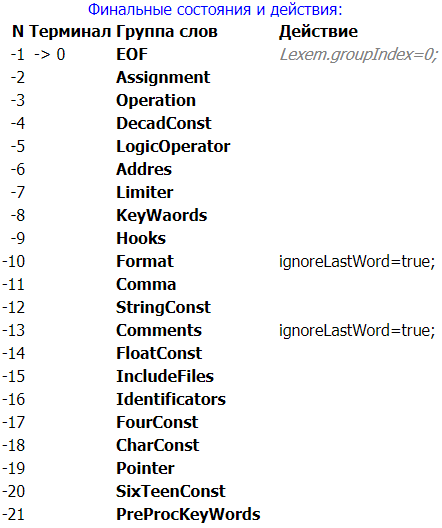 Финальные состояния и действия:
N Терминал Группа слов Действие
-1 -> 0 EOF Lexem.groupIndex=0;
-2 Assignment
-3 Operation
-4 DecadConst
-5 LogicOperator
-6 Addres
-7 Limiter
-8 KeyWaords
-9 Hooks
-10 Format ignoreLastWord=true;
-11 Comma
-12 StringConst
-13 Comments ignoreLastWord=true;
-14 FloatConst
-15 IncludeFiles
-16 Identificators
-17 FourConst
-18 CharConst
-19 Pointer
-20 SixTeenConst
-21 PreProcKeyWords